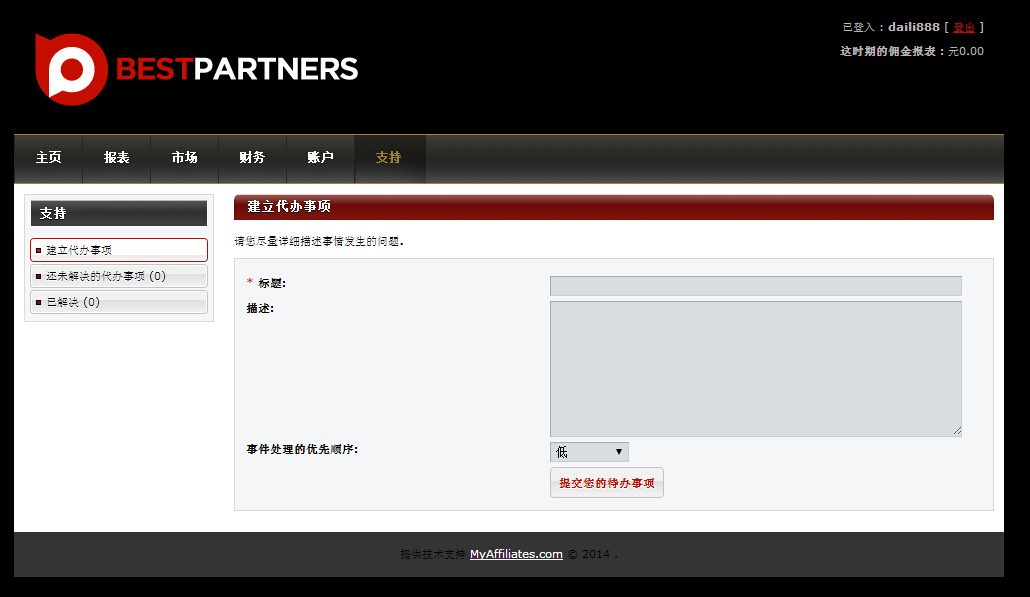 已登入：daili888 [ 登出 ]
这时期的佣金报表：元0.00
BESTPARTNERS
主页 报表 市场 财务 账户 支持
支持
建立代办事项
还未解决的代办事项 (0)
已解决 (0)
建立代办事项
请您尽量详细描述事情发生的问题。
* 标题:
描述:
事件处理的优先顺序:
低
提交您的待办事项
提供技术支持 MyAffiliates.com © 2014 .